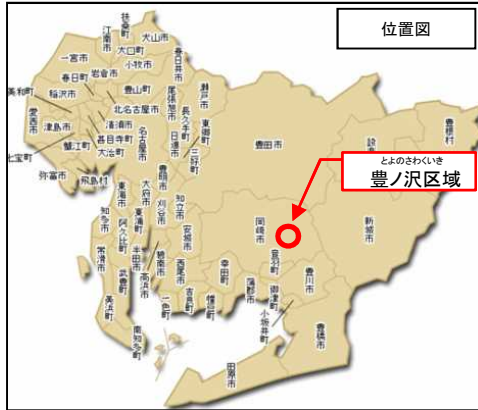 位置図
扶桑町
江南市
犬山市
大口町
一宮市
小牧市
春日井市
岩倉市
春日町
豊山町
瀬戸市
尾張旭市
美和町
稲沢市
北名古屋市
長久手町
愛西市
津島市
清須市
甚目寺町
名古屋市
日進市
東郷町
三好町
豊田市
豊根村
七宝町
蟹江町
大治町
弥富市
飛島村
豊明市
とよのさわくいき
豊ノ沢区域
東海市
大府市
刈谷市
知立市
知多市
東浦町
安城市
岡崎市
新城市
阿久比町
常滑市
半田市
高浜市
碧南市
西尾市
幸田町
音羽町
豊川市
武豊町
蒲郡市
御津町
美浜町
一色町
吉良町
幡豆町
小坂井町
豊橋市
南知多町
田原市